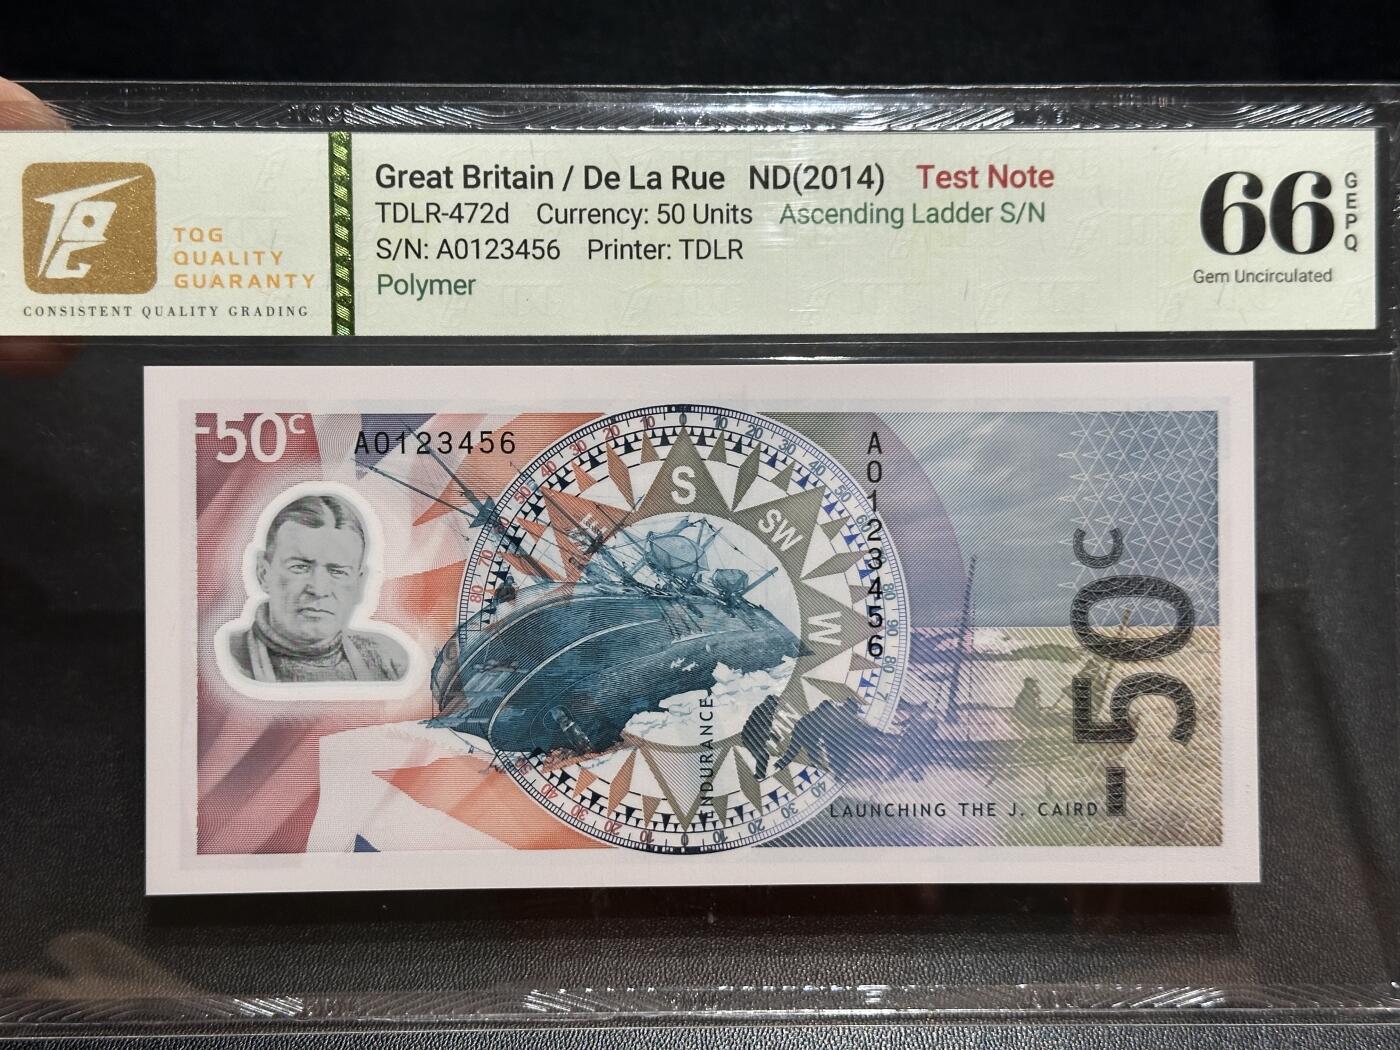 TQG
QUALITY
GUARANTY
CONSISTENT QUALITY GRADING
Great Britain / De La Rue ND(2014) Test Note
TDLR-472d Currency: 50 Units Ascending Ladder S/N
S/N: A0123456 Printer: TDLR
Polymer
66
GEPQ
Gem Uncirculated
-50c
A0123456
A0123456
S
SW
W
NW
ENDURANCE
LAUNCHING THE J. CAIRD
-50c